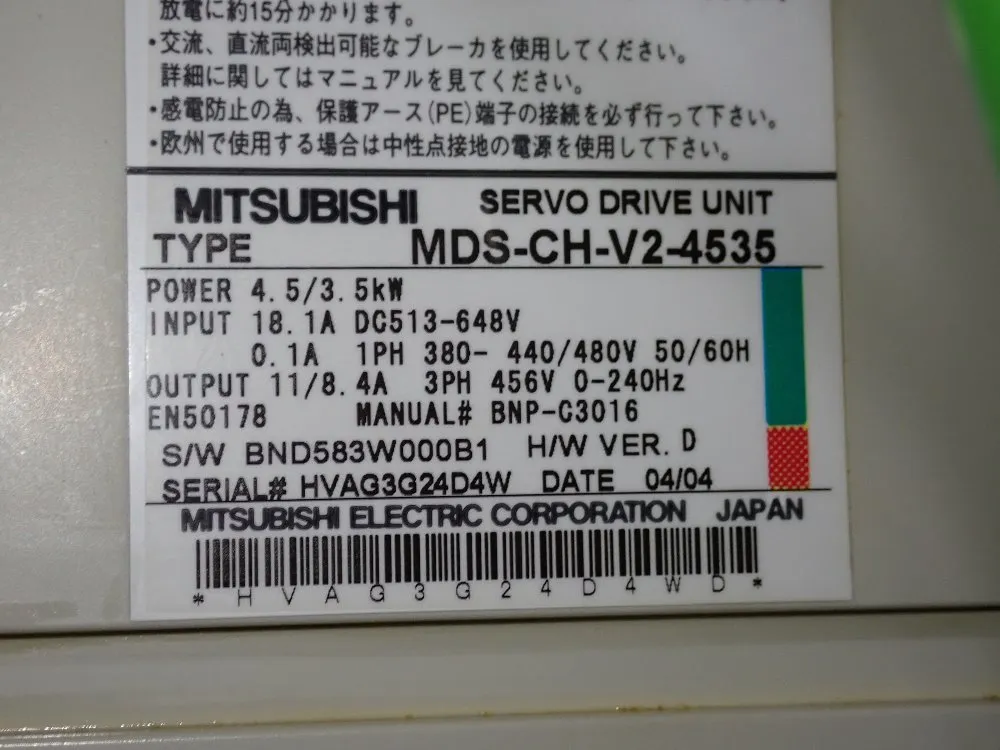 放電に約15分かかります。
・交流、直流両検出可能なブレーカを使用してください。
詳細に関してはマニュアルを見てください。
・感電防止の為、保護アース(PE)端子の接続を必ず行って下さい。
・欧州で使用する場合は中性点接地の電源を使用して下さい。
MITSUBISHI SERVO DRIVE UNIT
TYPE MDS-CH-V2-4535
POWER 4.5/3.5kW
INPUT 18.1A DC513-648V
0.1A 1PH 380- 440/480V 50/60H
OUTPUT 11/8.4A 3PH 456V 0-240Hz
EN50178 MANUAL# BNP-C3016
S/W BND583W000B1 H/W VER. D
SERIAL# HVAG3G24D4W DATE 04/04
MITSUBISHI ELECTRIC CORPORATION JAPAN
* H V A G 3 G 2 4 D 4 W D *